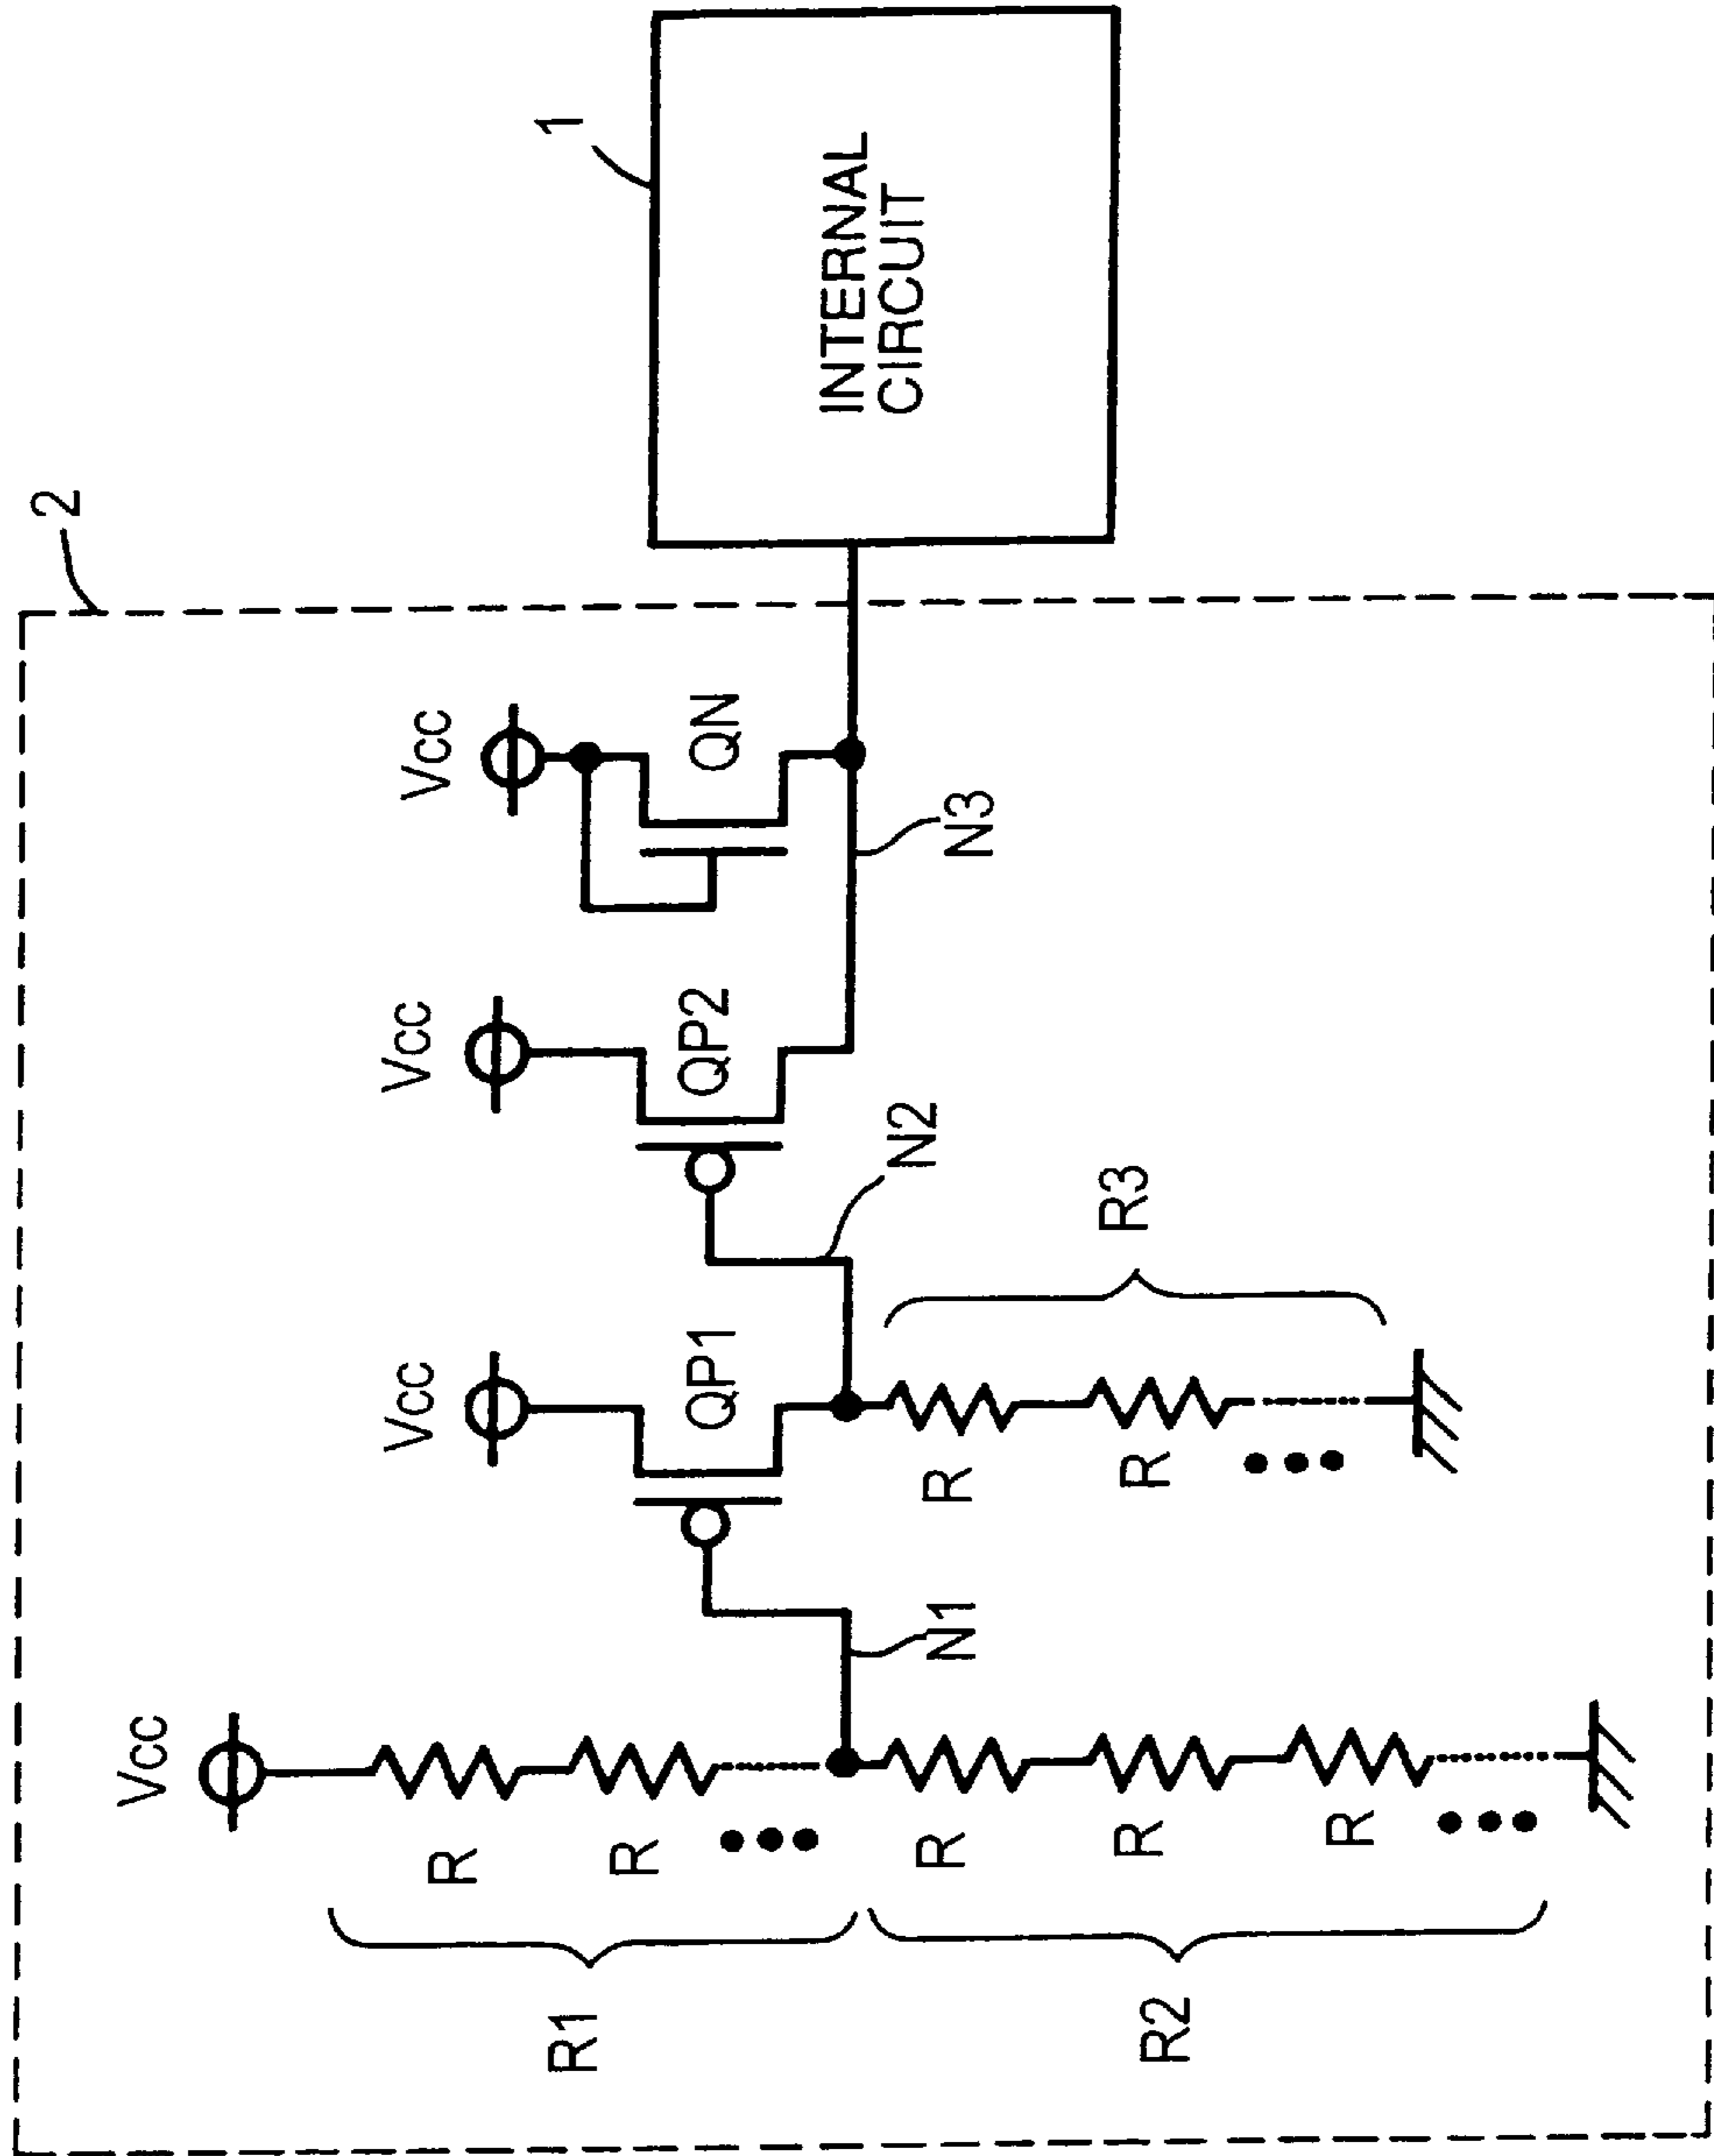 2
1
INTERNAL
CIRCUIT
Vcc
Vcc
Vcc
Vcc
QP1
QP2
QN
R1
R
R
N1
N2
N3
R2
R
R
R
R
R
R3